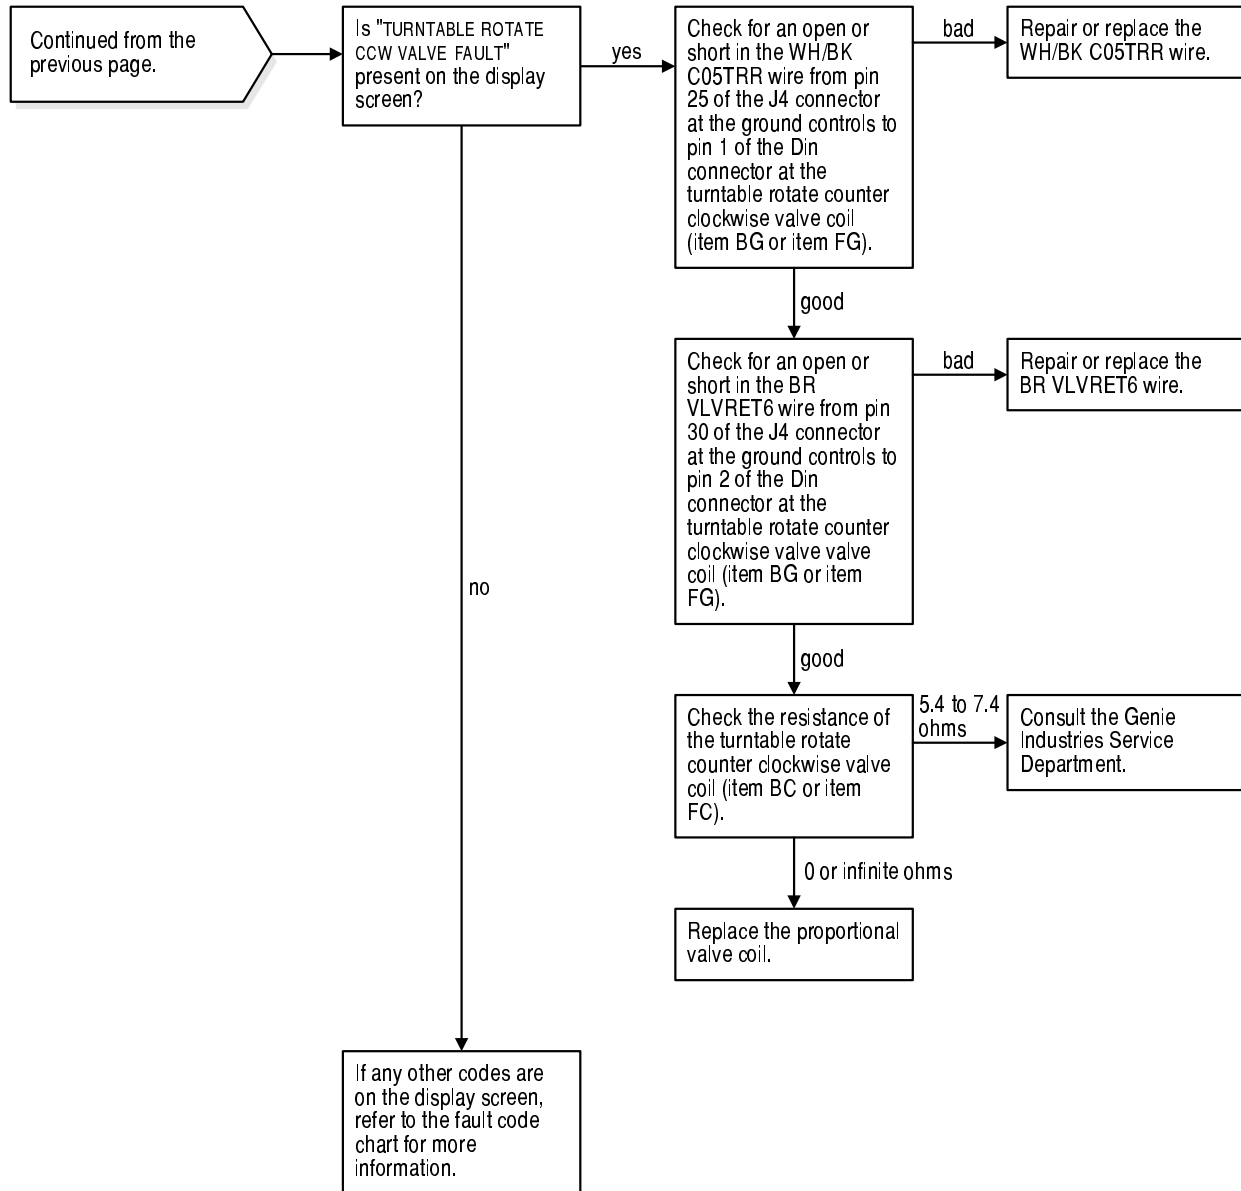 Continued from the
previous page.
Is "TURNTABLE ROTATE
CCW VALVE FAULT"
present on the display
screen?
yes
Check for an open or
short in the WH/BK
C05TRR wire from pin
25 of the J4 connector
at the ground controls to
pin 1 of the Din
connector at the
turntable rotate counter
clockwise valve coil
(item BG or item FG).
bad
Repair or replace the
WH/BK C05TRR wire.
good
Check for an open or
short in the BR
VLVRET6 wire from pin
30 of the J4 connector
at the ground controls to
pin 2 of the Din
connector at the
turntable rotate counter
clockwise valve valve
coil (item BG or item
FG).
bad
Repair or replace the
BR VLVRET6 wire.
no
good
Check the resistance of
the turntable rotate
counter clockwise valve
coil (item BC or item
FC).
5.4 to 7.4
ohms
Consult the Genie
Industries Service
Department.
0 or infinite ohms
Replace the proportional
valve coil.
If any other codes are
on the display screen,
refer to the fault code
chart for more
information.